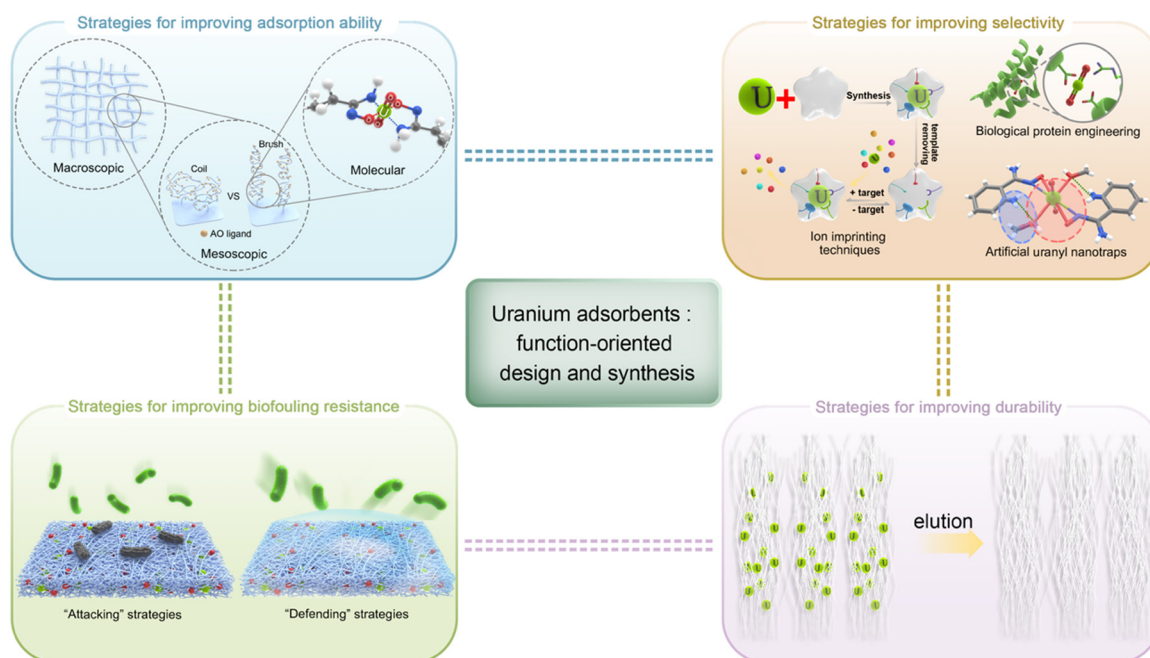 Strategies for improving adsorption ability
Macroscopic
Molecular
Coil
VS
Brush
AO ligand
Mesoscopic
Strategies for improving selectivity
U
+
Synthesis
U
template
removing
U
U
+ target
- target
Ion imprinting
techniques
Biological protein engineering
Artificial uranyl nanotraps
Uranium adsorbents :
function-oriented
design and synthesis
Strategies for improving biofouling resistance
"Attacking" strategies
"Defending" strategies
Strategies for improving durability
U
elution